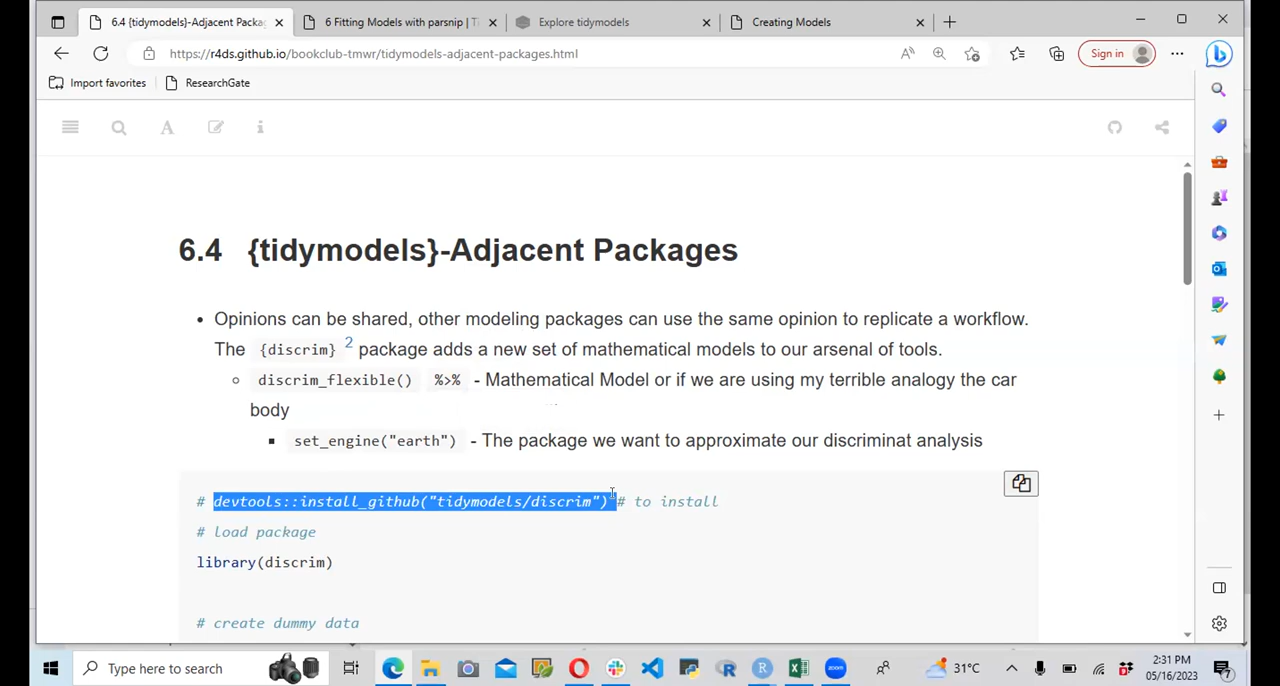 6.4 {tidymodels}-Adjacent Packa
6 Fitting Models with parsnip | T
Explore tidymodels
Creating Models
https://r4ds.github.io/bookclub-tmwr/tidymodels-adjacent-packages.html
Sign in
Import favorites
ResearchGate
6.4 {tidymodels}-Adjacent Packages
• Opinions can be shared, other modeling packages can use the same opinion to replicate a workflow.
The {discrim} 2 package adds a new set of mathematical models to our arsenal of tools.
discrim_flexible() %>% - Mathematical Model or if we are using my terrible analogy the car
body
set_engine("earth") - The package we want to approximate our discriminat analysis
# devtools::install_github("tidymodels/discrim") # to install
# load package
library(discrim)
# create dummy data
Type here to search
31°C
2:31 PM
05/16/2023
7